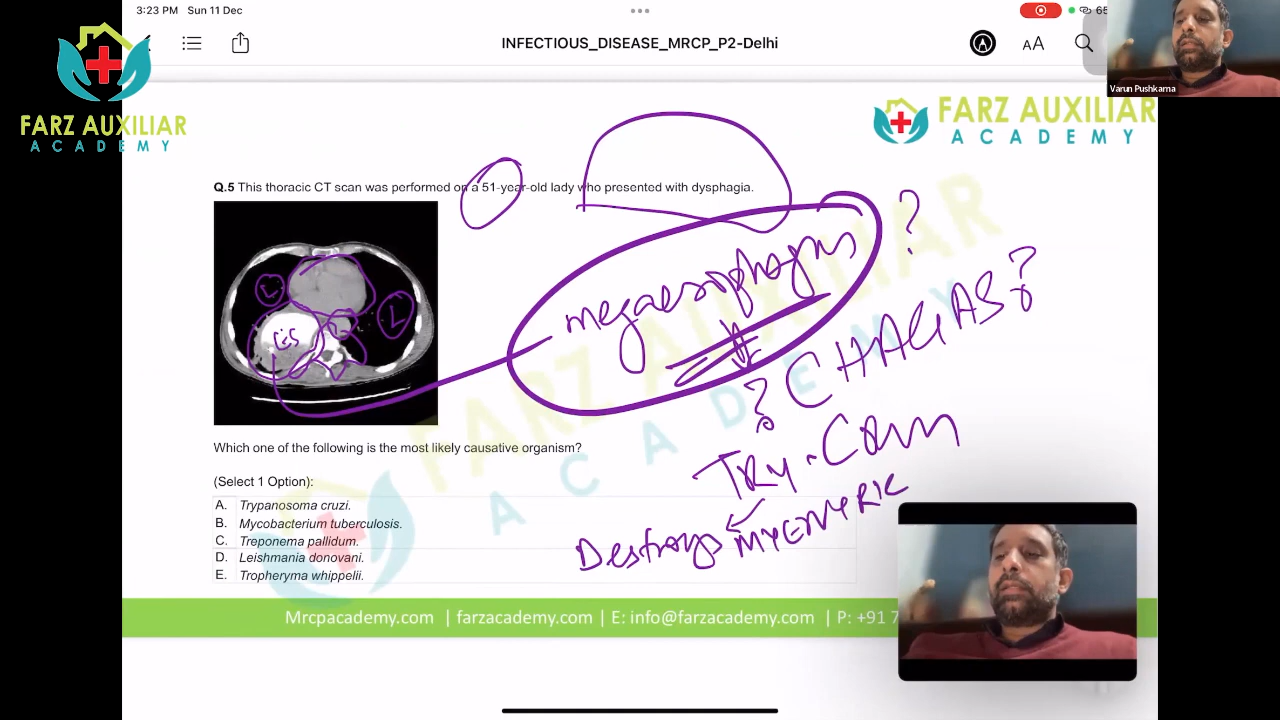 3:23 PM Sun 11 Dec
INFECTIOUS_DISEASE_MRCP_P2-Delhi
AA
Varun Pushkarna
FARZ AUXILIAR
ACADEMY
FARZ AUXILIAR
ACADEMY
Q.5 This thoracic CT scan was performed on a 51-year-old lady who presented with dysphagia.
megaesophagus ?
? CHAGAS ?
TRY. Cruzi
Destroys MYENTERIC
L
L
Which one of the following is the most likely causative organism?
(Select 1 Option):
A. Trypanosoma cruzi.
B. Mycobacterium tuberculosis.
C. Treponema pallidum.
D. Leishmania donovani.
E. Tropheryma whippelii.
Mrcpacademy.com | farzacademy.com | E: info@farzacademy.com | P: +91 7